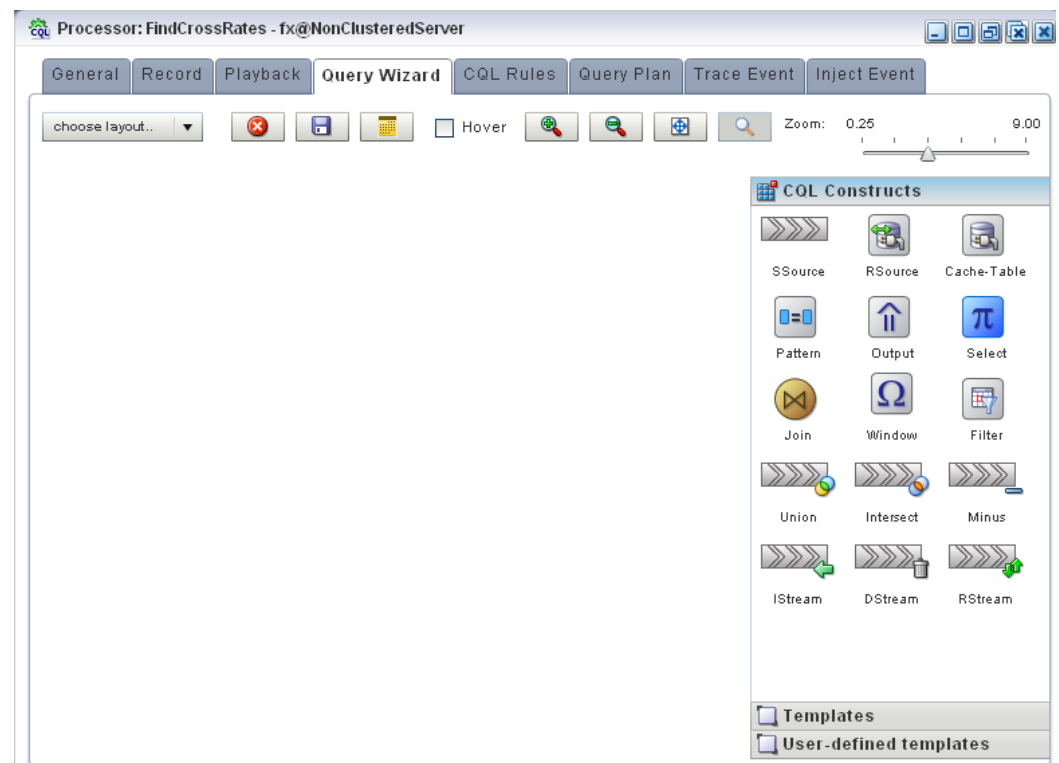 CQL Processor: FindCrossRates - fx@NonClusteredServer
General Record Playback Query Wizard CQL Rules Query Plan Trace Event Inject Event
choose layout.. Hover Zoom: 0.25 9.00
CQL Constructs
SSource RSource Cache-Table
π
Pattern Output Select
Ω
Join Window Filter
Union Intersect Minus
IStream DStream RStream
Templates
User-defined templates